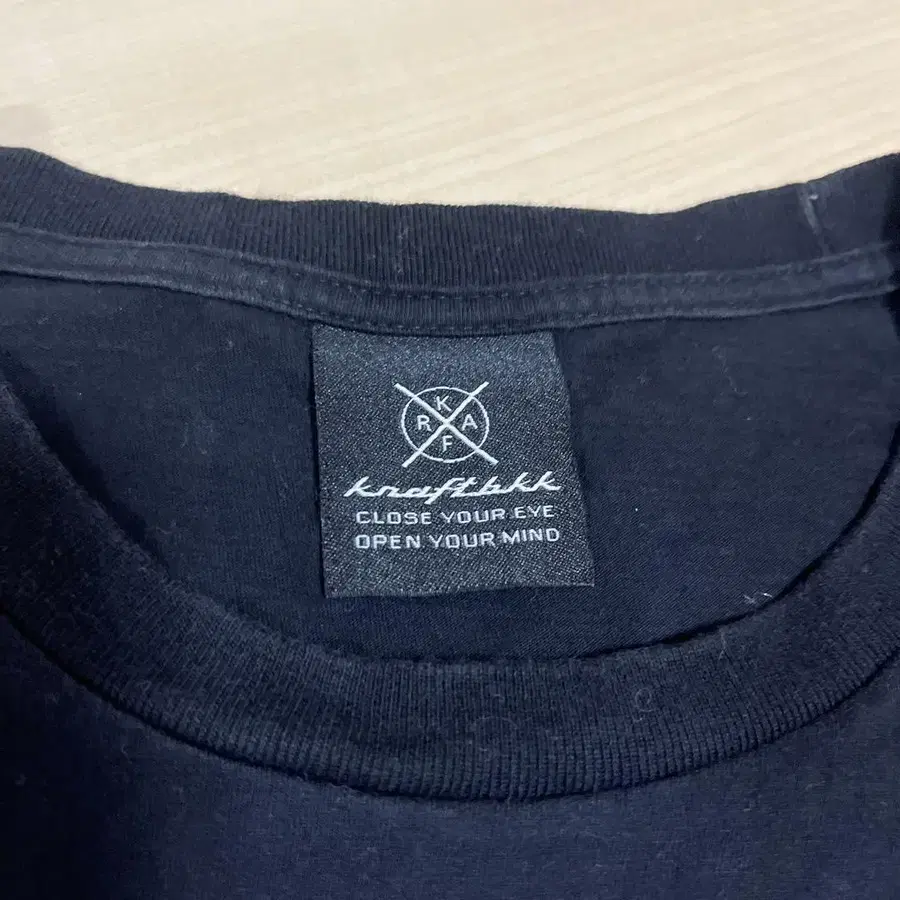 K
R A
F
kraftbkk
CLOSE YOUR EYE
OPEN YOUR MIND